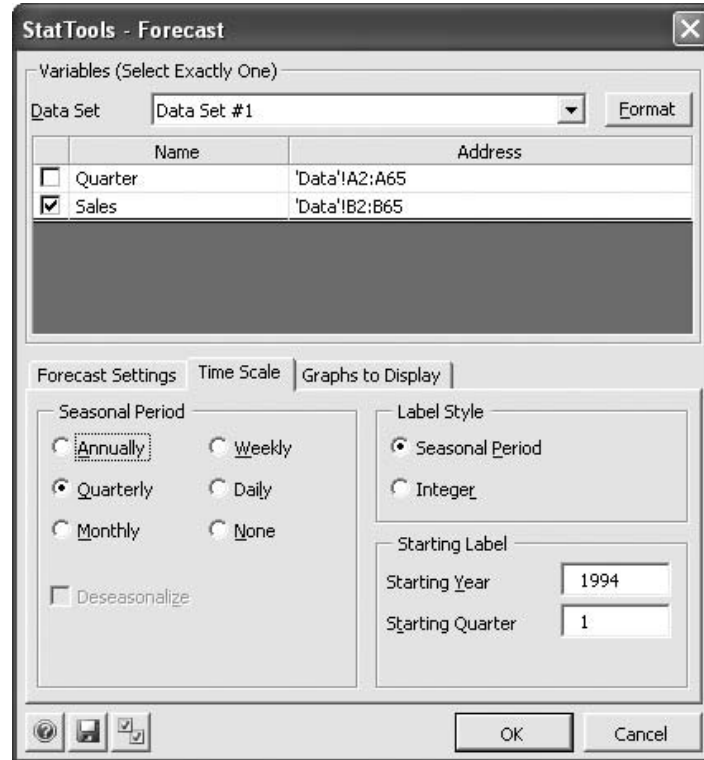 StatTools - Forecast
Variables (Select Exactly One)
Data Set Data Set #1 Format
Name Address
Quarter 'Data'!A2:A65
Sales 'Data'!B2:B65
Forecast Settings Time Scale Graphs to Display
Seasonal Period Label Style
Annually Weekly Seasonal Period
Quarterly Daily Integer
Monthly None
Starting Label
Starting Year 1994
Deseasonalize
Starting Quarter 1
OK Cancel